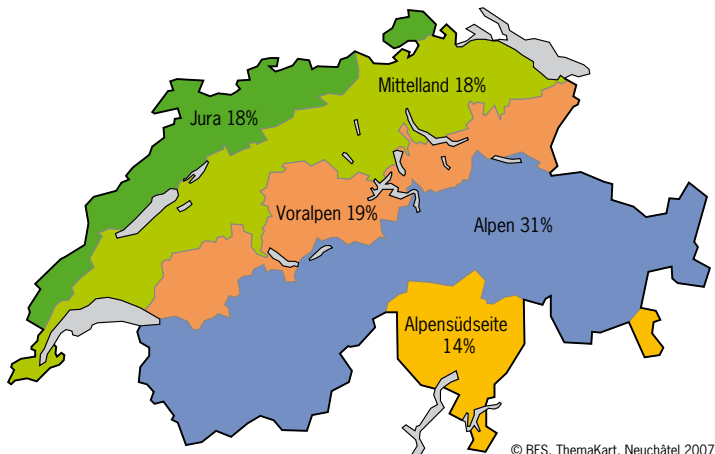 Mittelland 18%
Jura 18%
Voralpen 19%
Alpen 31%
Alpensüdseite
14%
© BFS, ThemaKart, Neuchâtel 2007